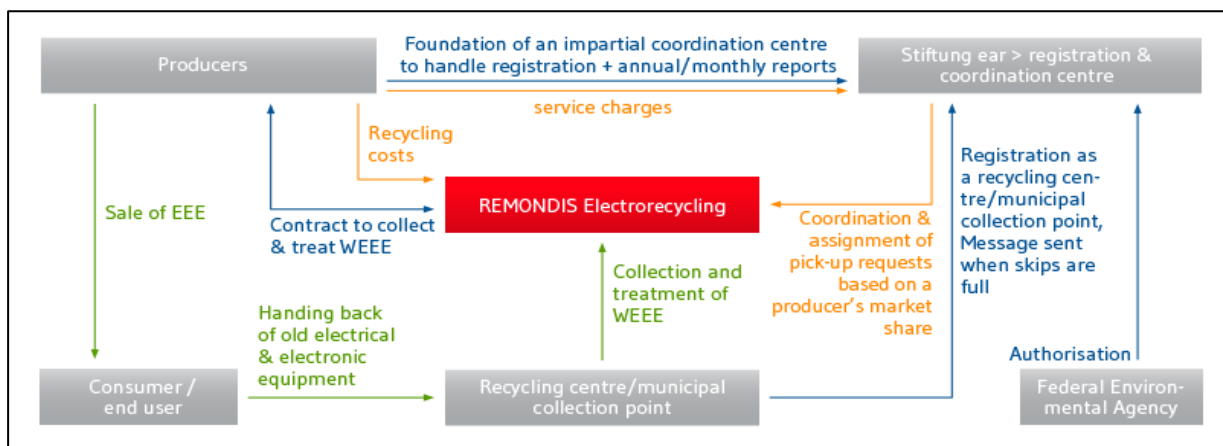 Producers
Foundation of an impartial coordination centre
to handle registration + annual/monthly reports
service charges
Stiftung ear > registration &
coordination centre
Recycling
costs
Sale of EEE
Contract to collect
& treat WEEE
REMONDIS Electrorecycling
Coordination &
assignment of
pick-up requests
based on a
producer's market
share
Registration as
a recycling cen-
tre/municipal
collection point,
Message sent
when skips are
full
Collection and
treatment of
WEEE
Handing back
of old electrical
& electronic
equipment
Authorisation
Consumer /
end user
Recycling centre/municipal
collection point
Federal Environ-
mental Agency